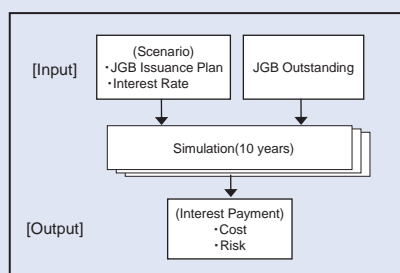 [Input]
(Scenario)
・JGB Issuance Plan
・Interest Rate
JGB Outstanding
Simulation(10 years)
[Output]
(Interest Payment)
・Cost
・Risk